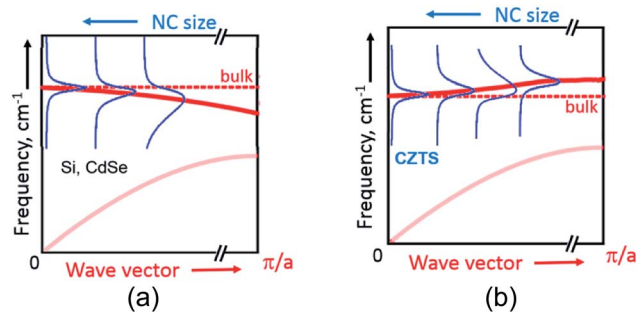 NC size
Frequency, cm⁻¹
bulk
Si, CdSe
0
Wave vector
π/a
(a)
NC size
Frequency, cm⁻¹
bulk
CZTS
0
Wave vector
π/a
(b)